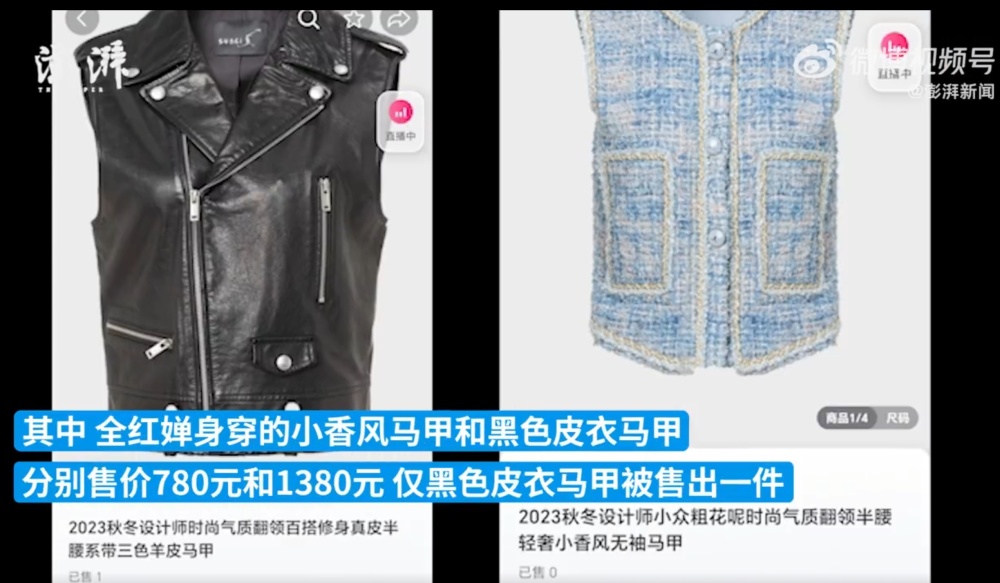 澎湃
THE PAPER
直播中
微博视频号
直播中
@澎湃新闻
商品1/4
尺码
其中 全红婵身穿的小香风马甲和黑色皮衣马甲
分别售价780元和1380元 仅黑色皮衣马甲被售出一件
2023秋冬设计师时尚气质翻领百搭修身真皮半
腰系带三色羊皮马甲
已售 1
2023秋冬设计师小众粗花呢时尚气质翻领半腰
轻奢小香风无袖马甲
已售 0